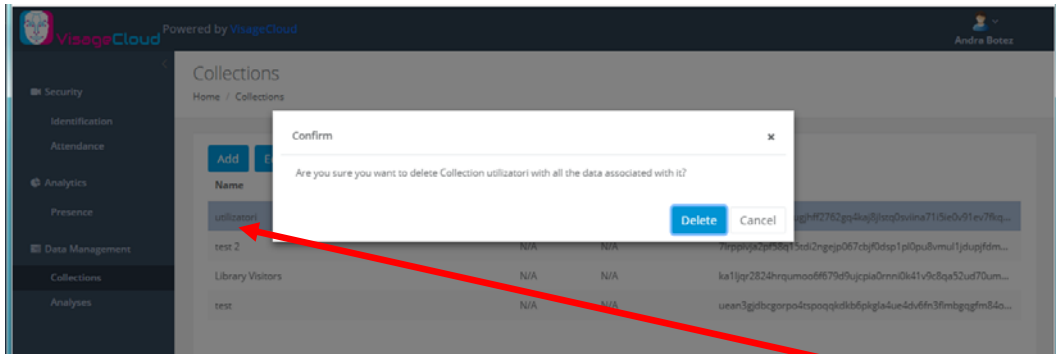 VisageCloud Powered by VisageCloud
Andra Botez
Collections
Home / Collections
Security
Identification
Attendance
Analytics
Presence
Data Management
Collections
Analyses
Add
Name
Confirm ×
Are you sure you want to delete Collection utilizatori with all the data associated with it?
Delete Cancel
utilizatori
test 2 N/A N/A
Library Visitors N/A N/A
test N/A N/A